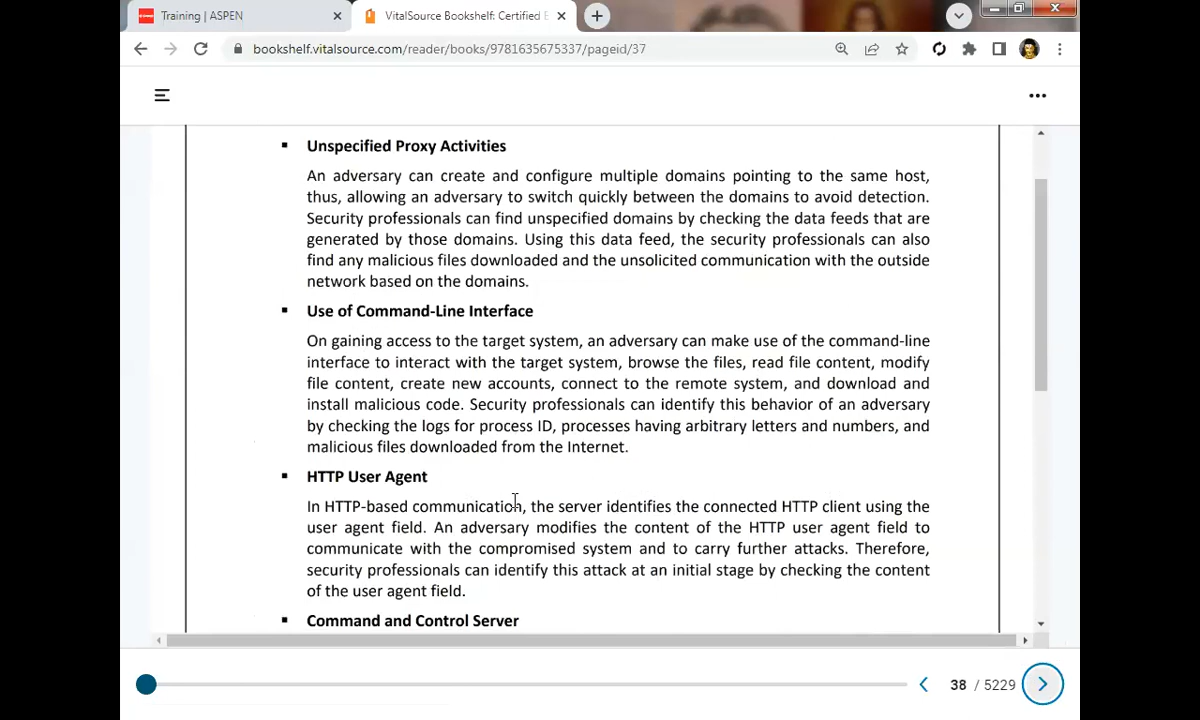 Training | ASPEN
VitalSource Bookshelf: Certified E
bookshelf.vitalsource.com/reader/books/9781635675337/pageid/37
Unspecified Proxy Activities
An adversary can create and configure multiple domains pointing to the same host,
thus, allowing an adversary to switch quickly between the domains to avoid detection.
Security professionals can find unspecified domains by checking the data feeds that are
generated by those domains. Using this data feed, the security professionals can also
find any malicious files downloaded and the unsolicited communication with the outside
network based on the domains.
Use of Command-Line Interface
On gaining access to the target system, an adversary can make use of the command-line
interface to interact with the target system, browse the files, read file content, modify
file content, create new accounts, connect to the remote system, and download and
install malicious code. Security professionals can identify this behavior of an adversary
by checking the logs for process ID, processes having arbitrary letters and numbers, and
malicious files downloaded from the Internet.
HTTP User Agent
In HTTP-based communication, the server identifies the connected HTTP client using the
user agent field. An adversary modifies the content of the HTTP user agent field to
communicate with the compromised system and to carry further attacks. Therefore,
security professionals can identify this attack at an initial stage by checking the content
of the user agent field.
Command and Control Server
38 / 5229